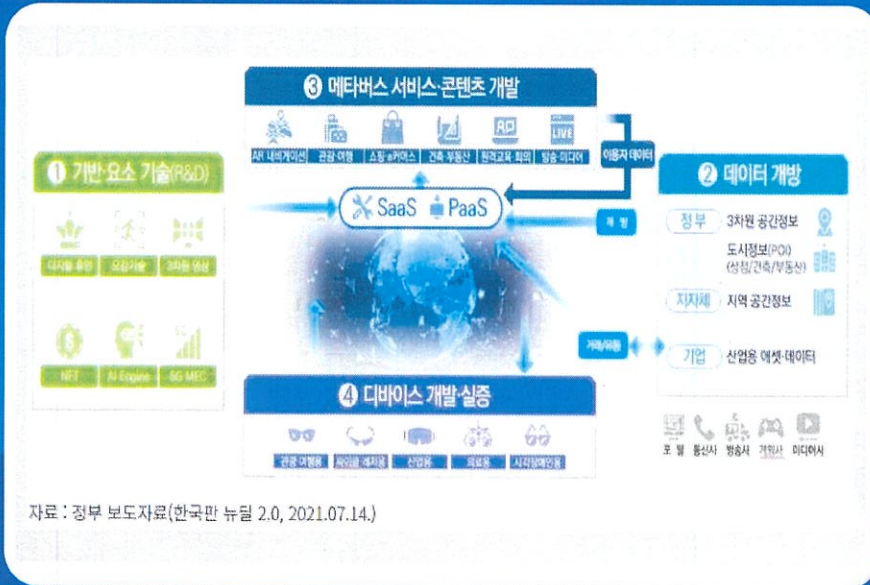 ③ 메타버스 서비스·콘텐츠 개발
AR 내비게이션 관광·여행 쇼핑·e커머스 건축·부동산 원격교육·회의 방송·미디어
LIVE
이용자 데이터
① 기반·요소 기술(R&D)
디지털 휴먼 오감기술 3차원 영상
NFT AI Engine 5G MEC
SaaS PaaS
개 방
거래/유통
② 데이터 개방
정부 3차원 공간정보
도시정보(POI)
(상점/건축/부동산)
지자체 지역 공간정보
기업 산업용 에셋·데이터
포 털 통신사 방송사 게임사 미디어사
④ 디바이스 개발·실증
관광·여행용 싸이클·레저용 산업용 의료용 시각장애인용
자료 : 정부 보도자료(한국판 뉴딜 2.0, 2021.07.14.)